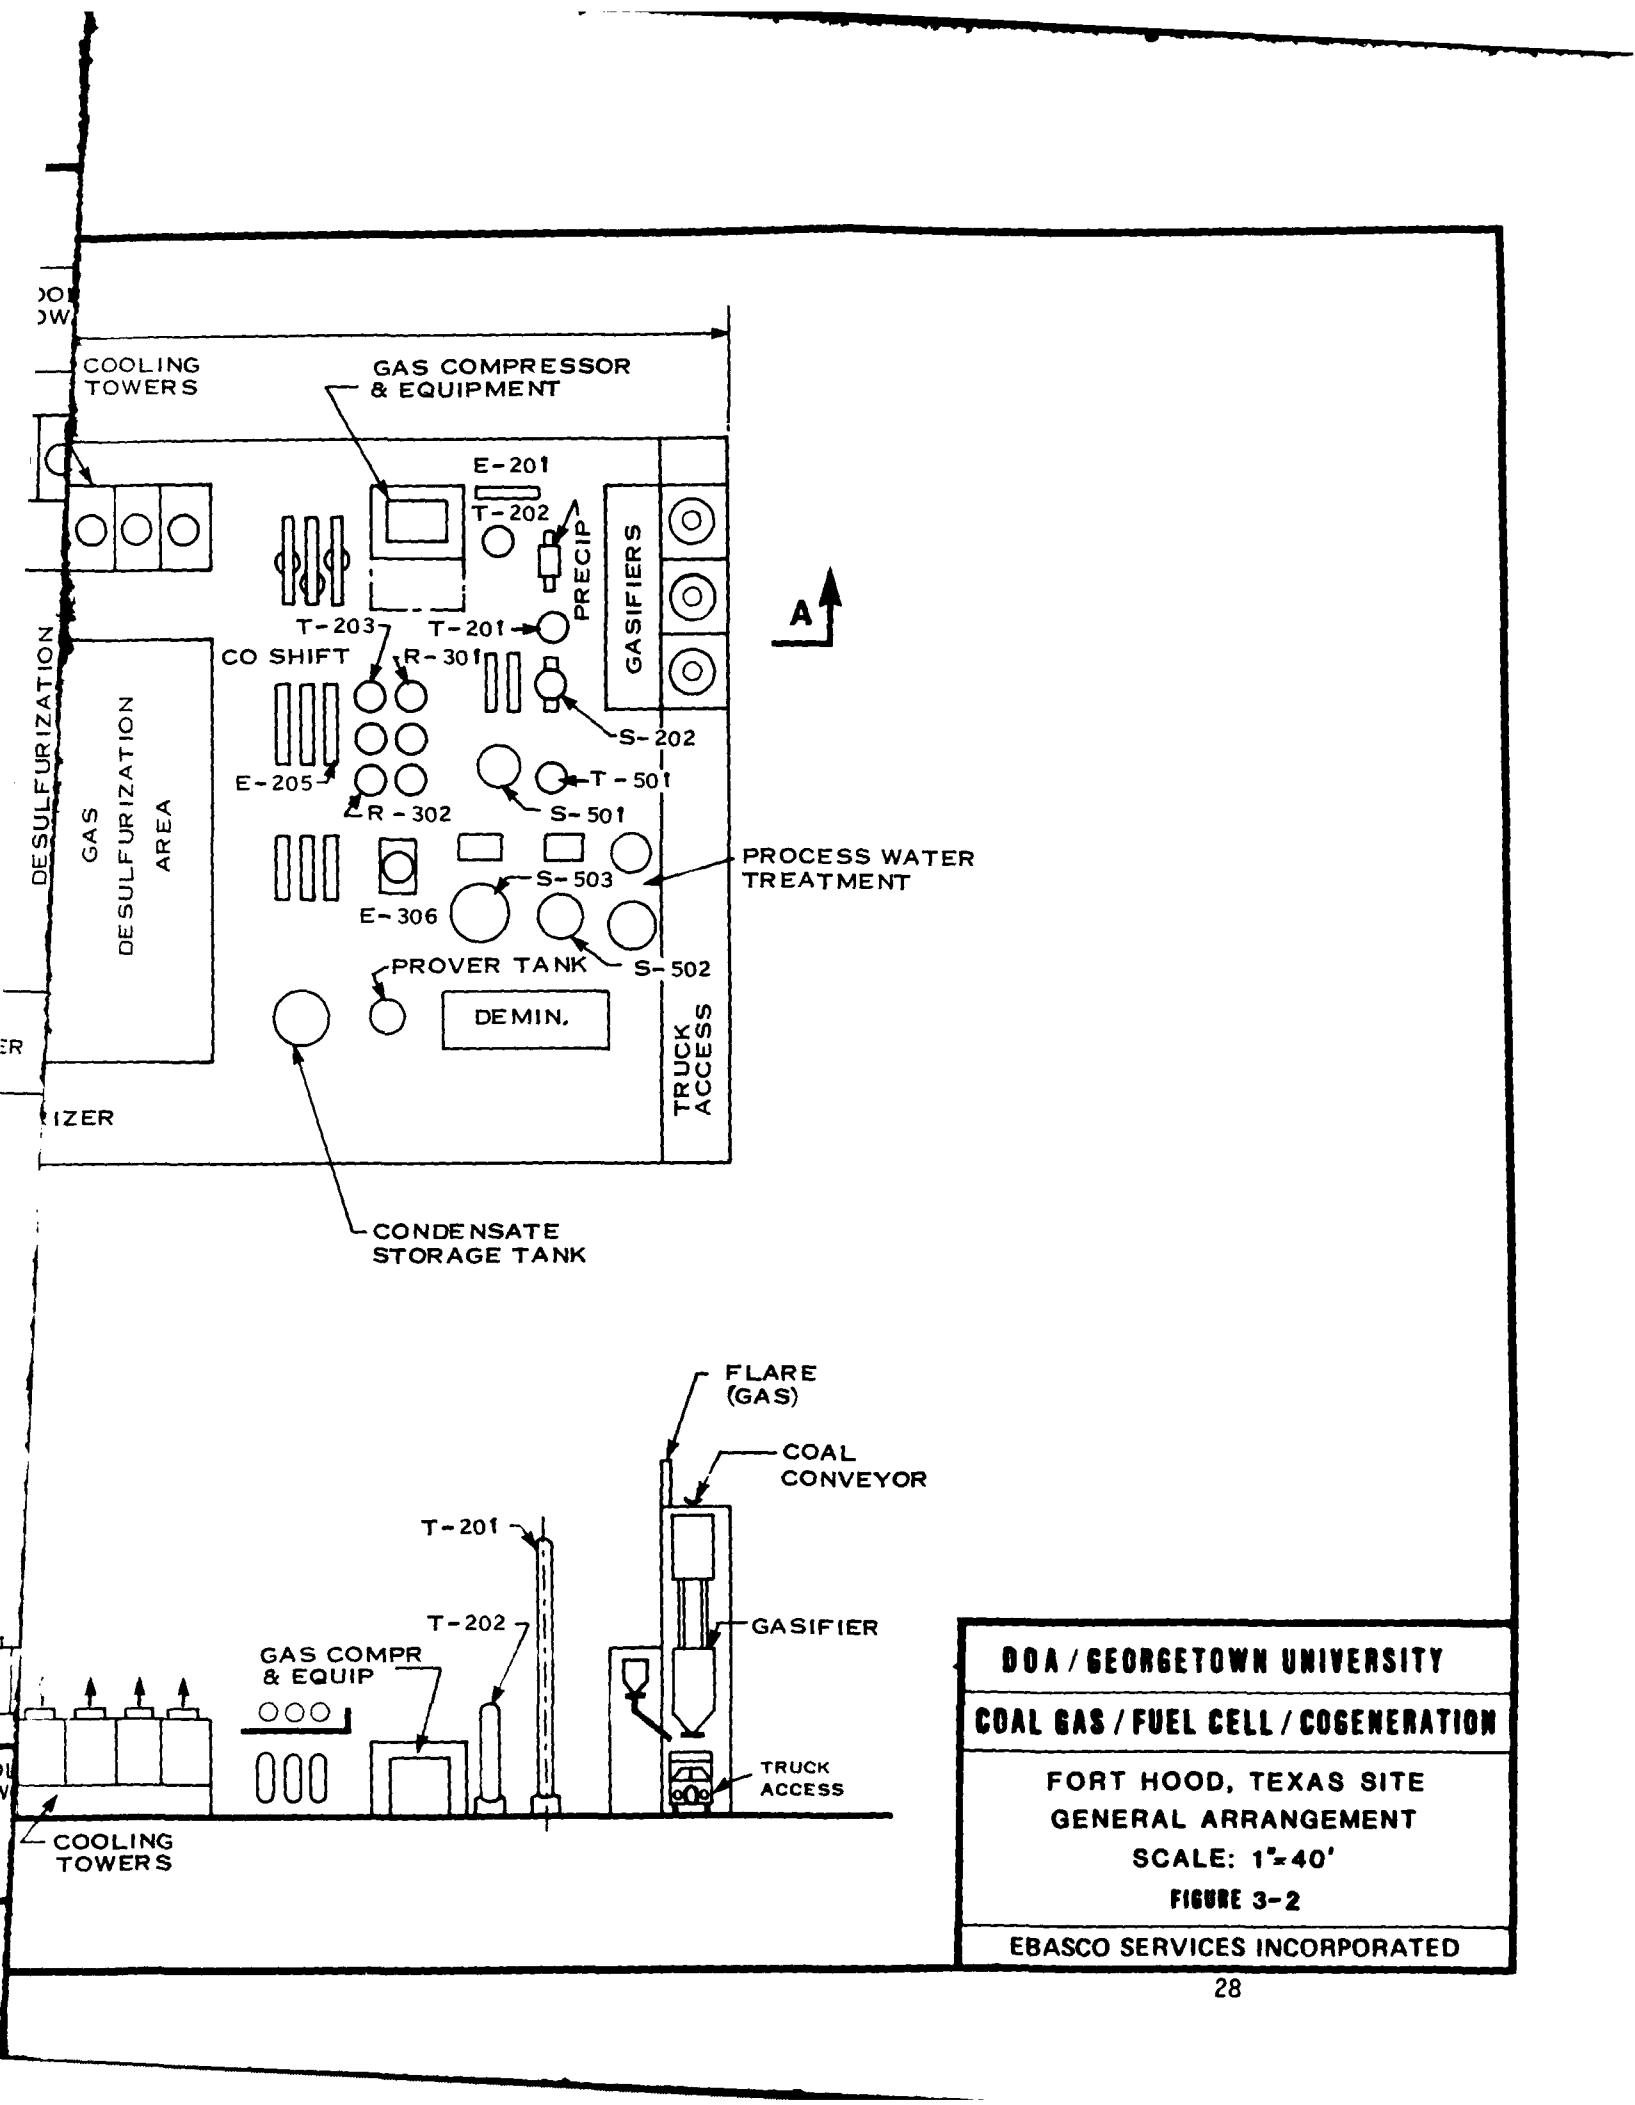 COOLING
TOWERS
GAS COMPRESSOR
& EQUIPMENT
E-201
T-202
PRECIP
GASIFIERS
A
T-203
T-201
CO SHIFT
R-301
S-202
E-205
T-501
R-302
S-501
DESULFURIZATION
GAS
DESULFURIZATION
AREA
PROCESS WATER
TREATMENT
S-503
E-306
PROVER TANK
S-502
DEMIN.
TRUCK
ACCESS
ER
IZER
CONDENSATE
STORAGE TANK
FLARE
(GAS)
COAL
CONVEYOR
T-201
T-202
GASIFIER
GAS COMPR
& EQUIP
TRUCK
ACCESS
COOLING
TOWERS
DOA / GEORGETOWN UNIVERSITY
COAL GAS / FUEL CELL / COGENERATION
FORT HOOD, TEXAS SITE
GENERAL ARRANGEMENT
SCALE: 1"=40'
FIGURE 3-2
EBASCO SERVICES INCORPORATED
28